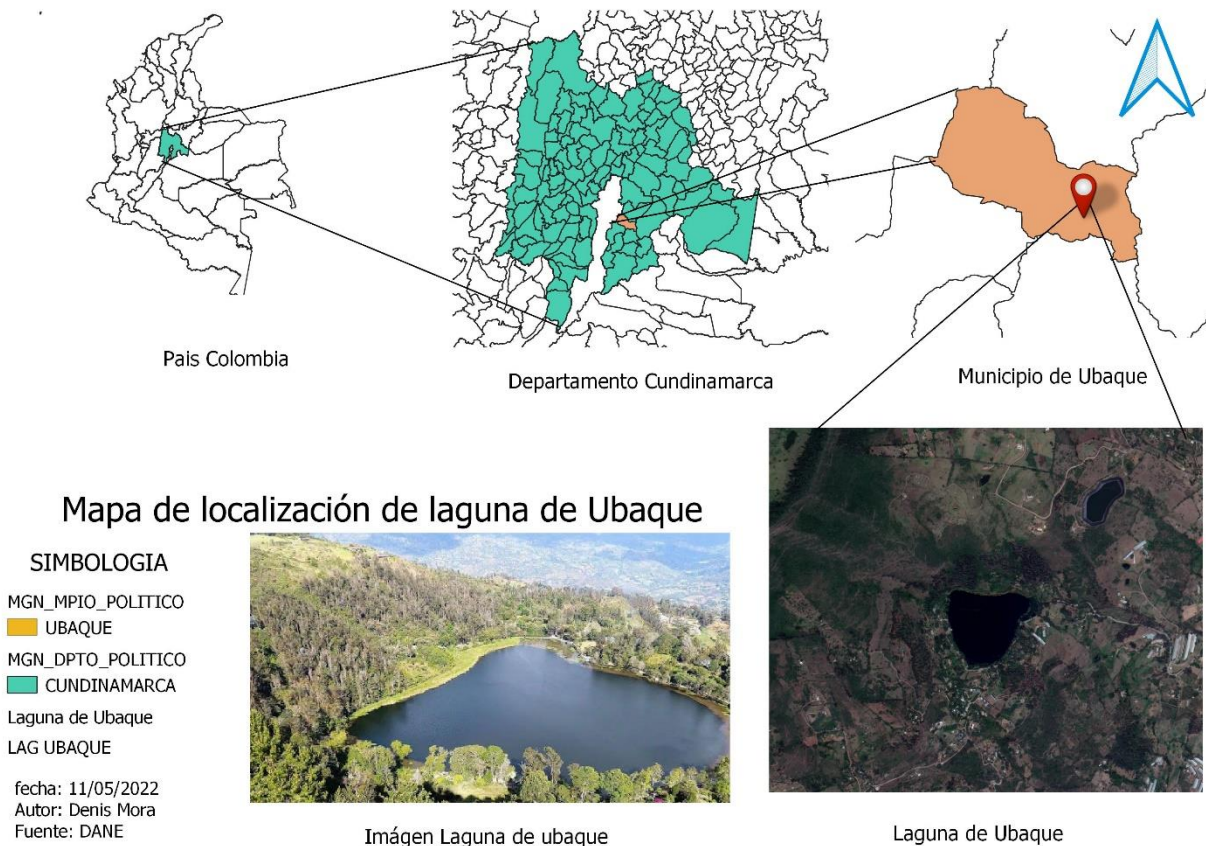 Pais Colombia
Departamento Cundinamarca
Municipio de Ubaque
Mapa de localización de laguna de Ubaque
SIMBOLOGIA
MGN_MPIO_POLITICO
UBAQUE
MGN_DPTO_POLITICO
CUNDINAMARCA
Laguna de Ubaque
LAG UBAQUE
fecha: 11/05/2022
Autor: Denis Mora
Fuente: DANE
Imágen Laguna de ubaque
Laguna de Ubaque